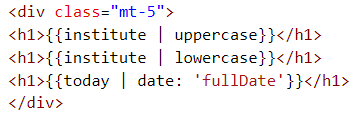 <div class="mt-5">
<h1>{{institute | uppercase}}</h1>
<h1>{{institute | lowercase}}</h1>
<h1>{{today | date: 'fullDate'}}</h1>
</div>